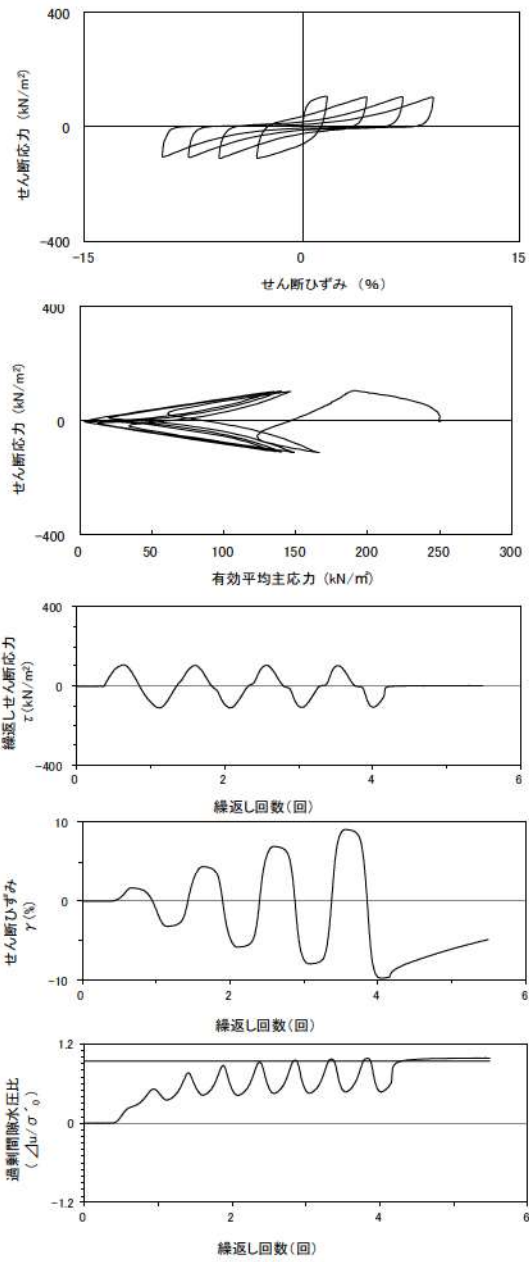 400
0
-400
-15
0
15
せん断応力 (kN/m²)
せん断ひずみ (%)
400
0
-400
0
50
100
150
200
250
300
せん断応力 (kN/m²)
有効平均主応力 (kN/㎡)
400
0
-400
0
2
4
6
繰返しせん断応力
τ(kN/m²)
繰返し回数(回)
10
0
-10
0
2
4
6
せん断ひずみ
γ(%)
繰返し回数(回)
1.2
0
-1.2
0
2
4
6
過剰間隙水圧比
(⊿u/σ'₀)
繰返し回数(回)